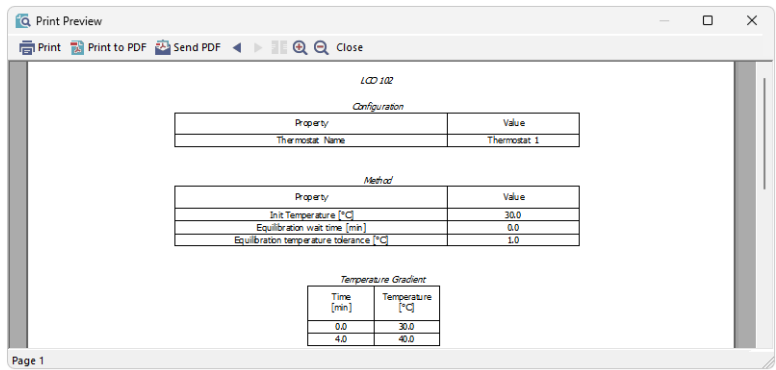 Print Preview
Print Print to PDF Send PDF Close
LCD 102
Configuration
Property Value
Thermostat Name Thermostat 1
Method
Property Value
Init Temperature [°C] 30.0
Equilibration wait time [min] 0.0
Equilibration temperature tolerance [°C] 1.0
Temperature Gradient
Time Temperature
[min] [°C]
0.0 30.0
4.0 40.0
Page 1